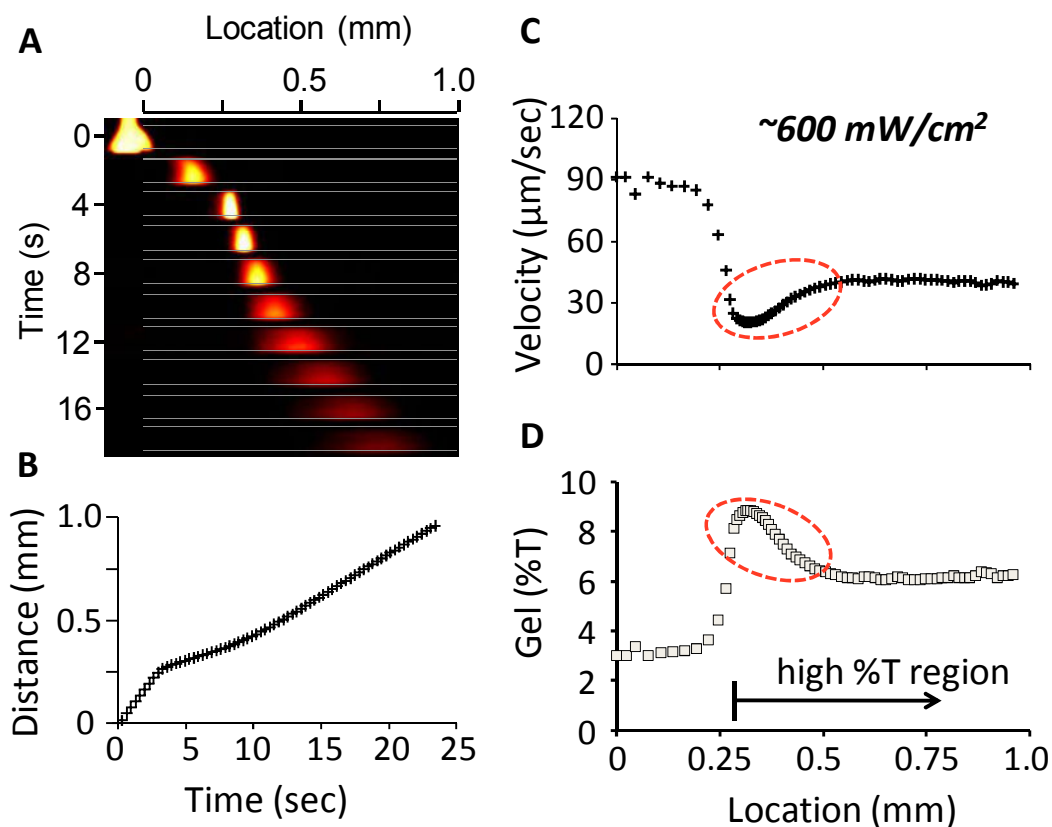 A
Location (mm)
0 0.5 1.0
Time (s)
0
4
8
12
16
B
Distance (mm)
1.0
0.5
0
0 5 10 15 20 25
Time (sec)
C
~600 mW/cm²
Velocity (µm/sec)
120
90
60
30
0
D
Gel (%T)
10
8
6
4
2
0
high %T region
0 0.25 0.5 0.75 1.0
Location (mm)